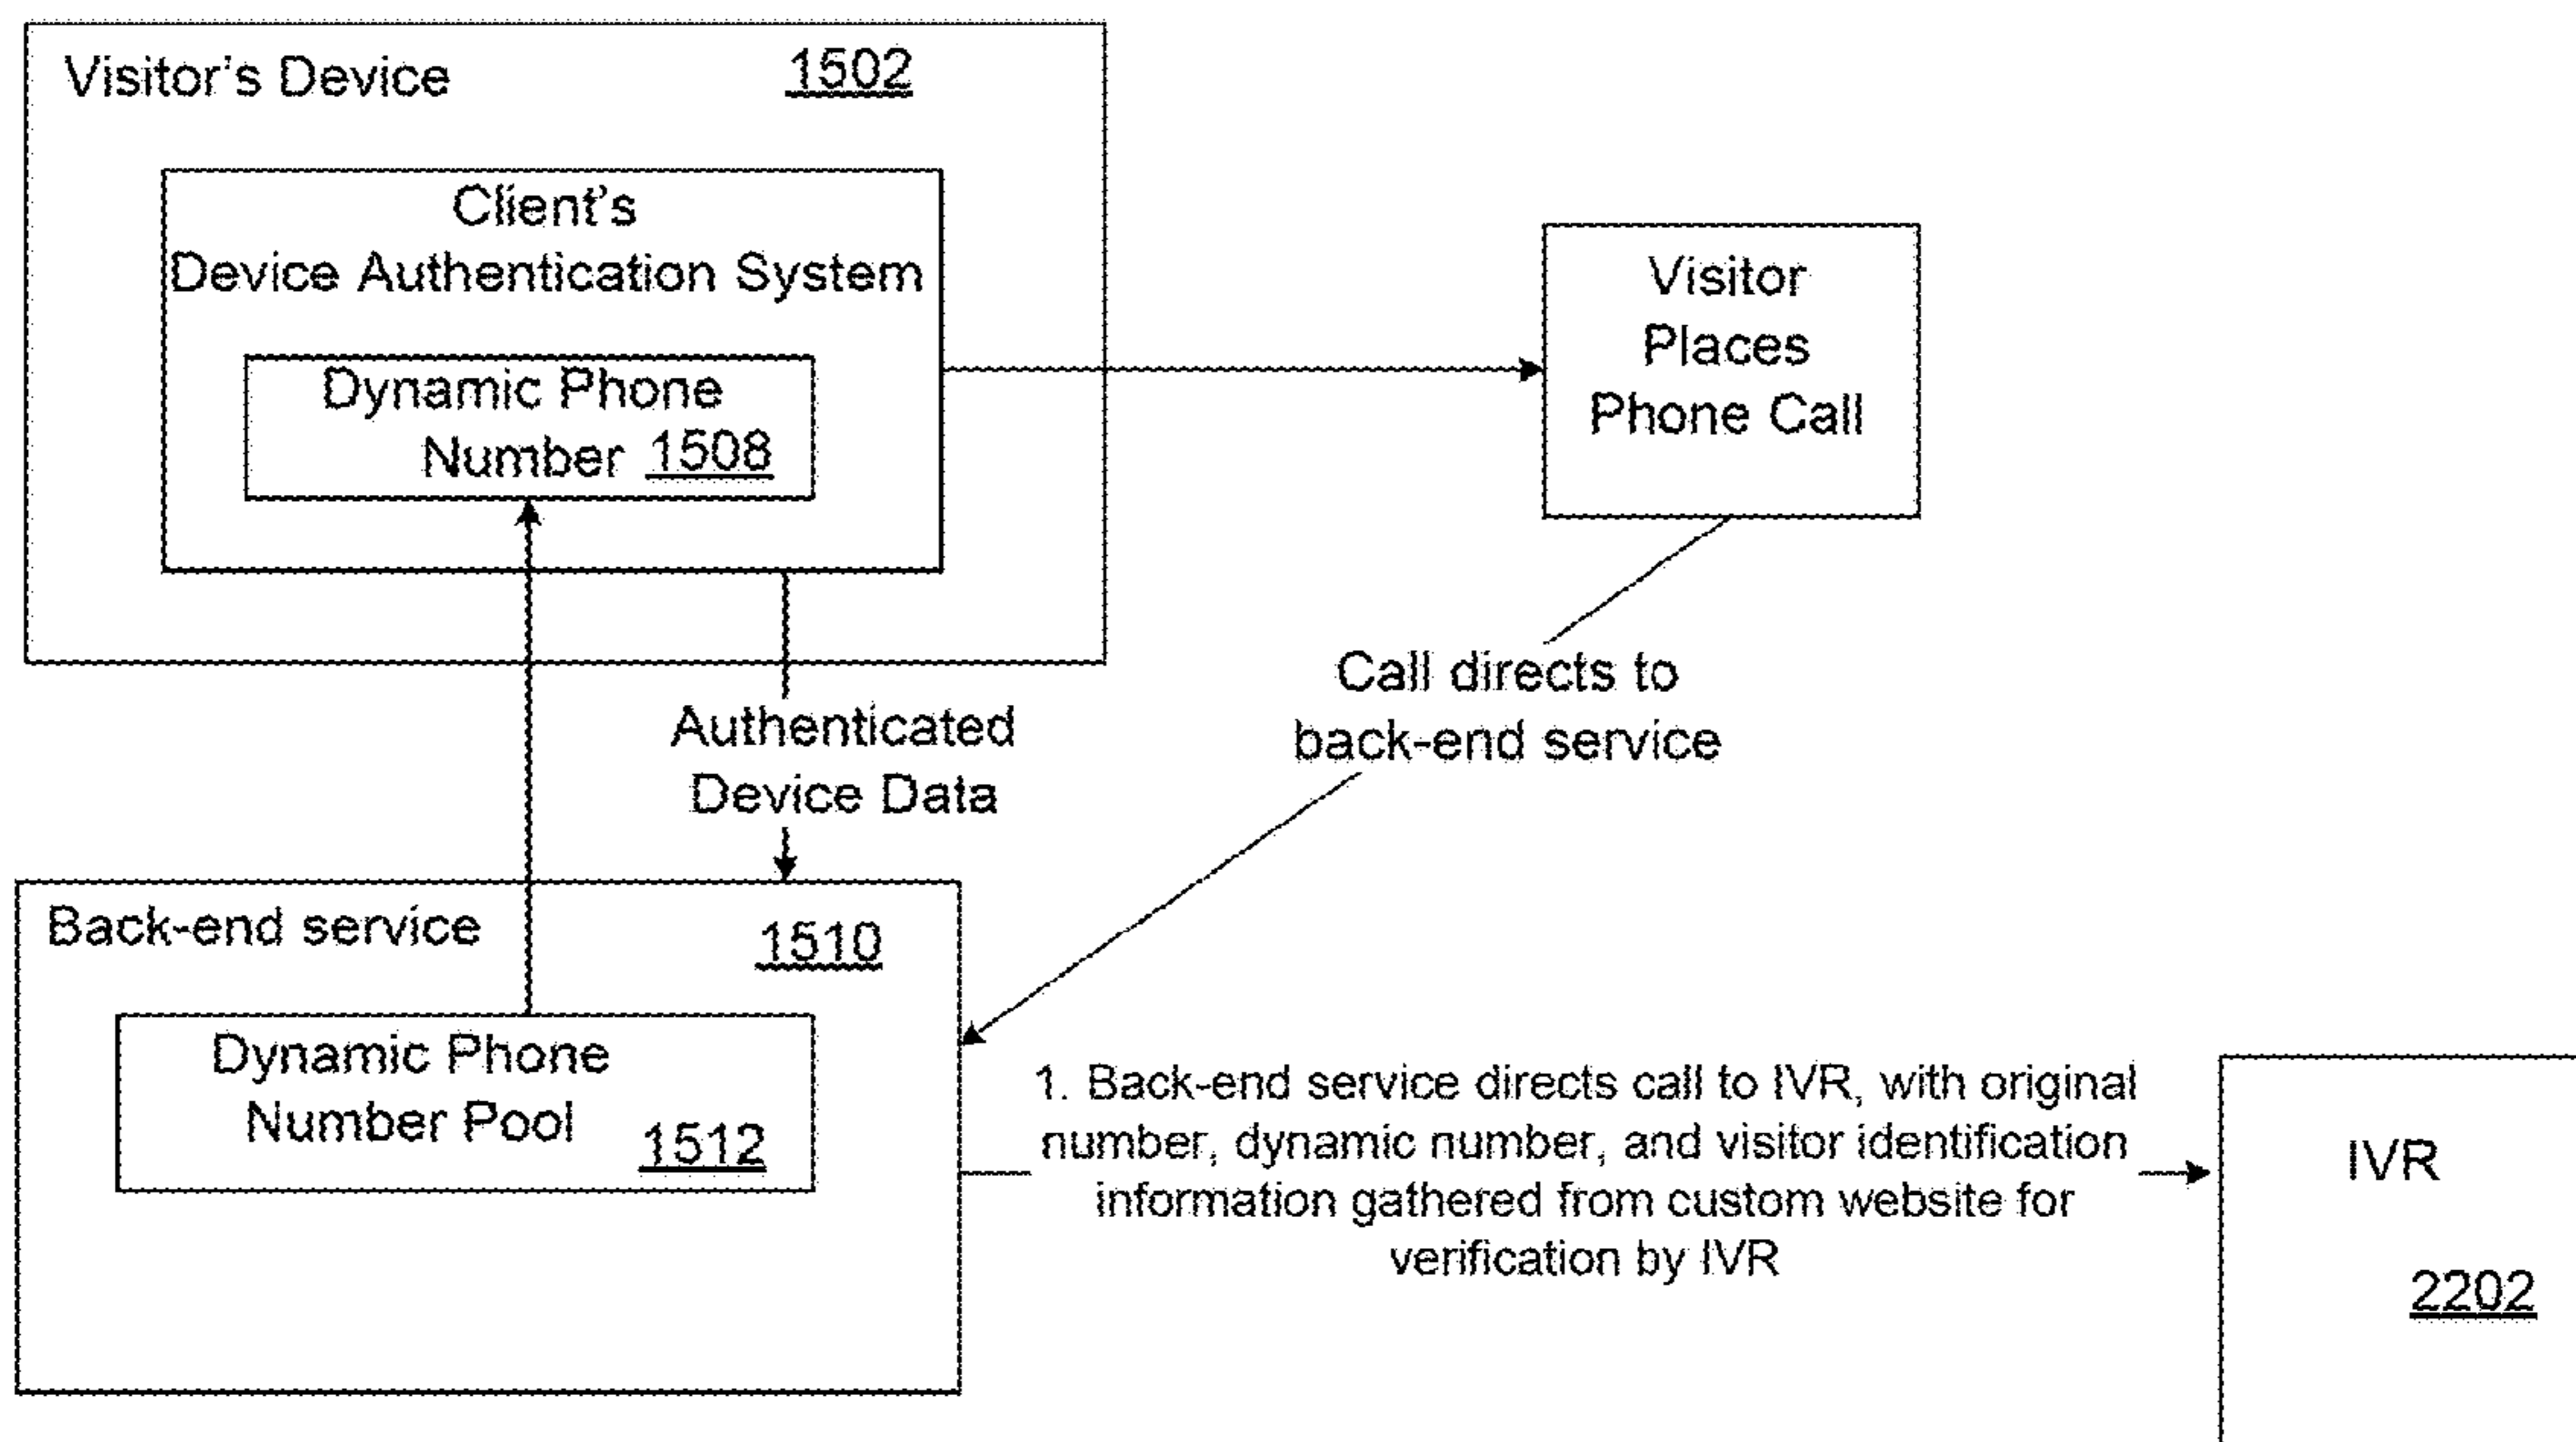 Visitor's Device 1502
Client's
Device Authentication System
Dynamic Phone
Number 1508
Visitor
Places
Phone Call
Call directs to
back-end service
Authenticated
Device Data
Back-end service 1510
Dynamic Phone
Number Pool 1512
1. Back-end service directs call to IVR, with original
number, dynamic number, and visitor identification
information gathered from custom website for
verification by IVR
IVR
2202